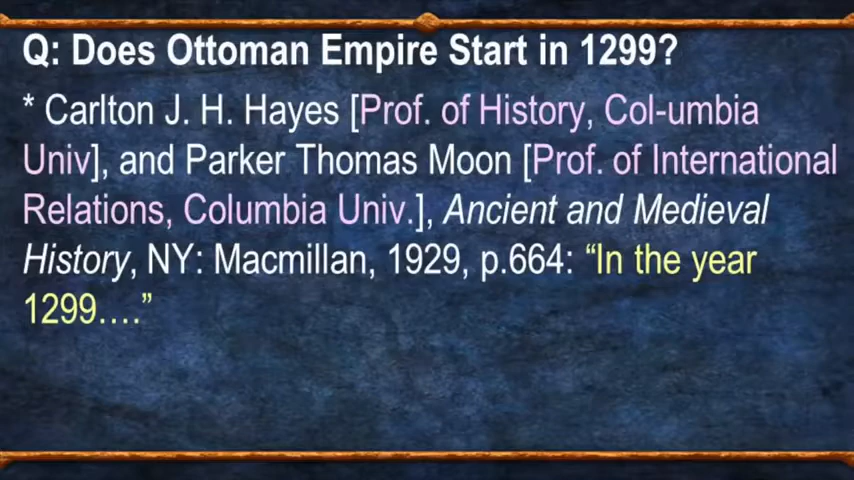 Q: Does Ottoman Empire Start in 1299?
* Carlton J. H. Hayes [Prof. of History, Col-umbia
Univ], and Parker Thomas Moon [Prof. of International
Relations, Columbia Univ.], Ancient and Medieval
History, NY: Macmillan, 1929, p.664: “In the year
1299….”